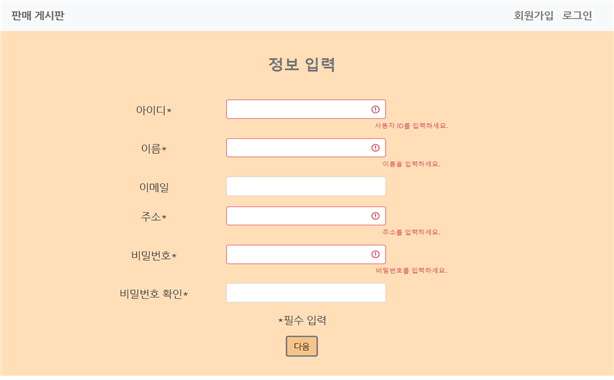 판매 게시판 회원가입 로그인
정보 입력
아이디*
사용자 ID를 입력하세요.
이름*
이름을 입력하세요.
이메일
주소*
주소를 입력하세요.
비밀번호*
비밀번호를 입력하세요.
비밀번호 확인*
*필수 입력
다음